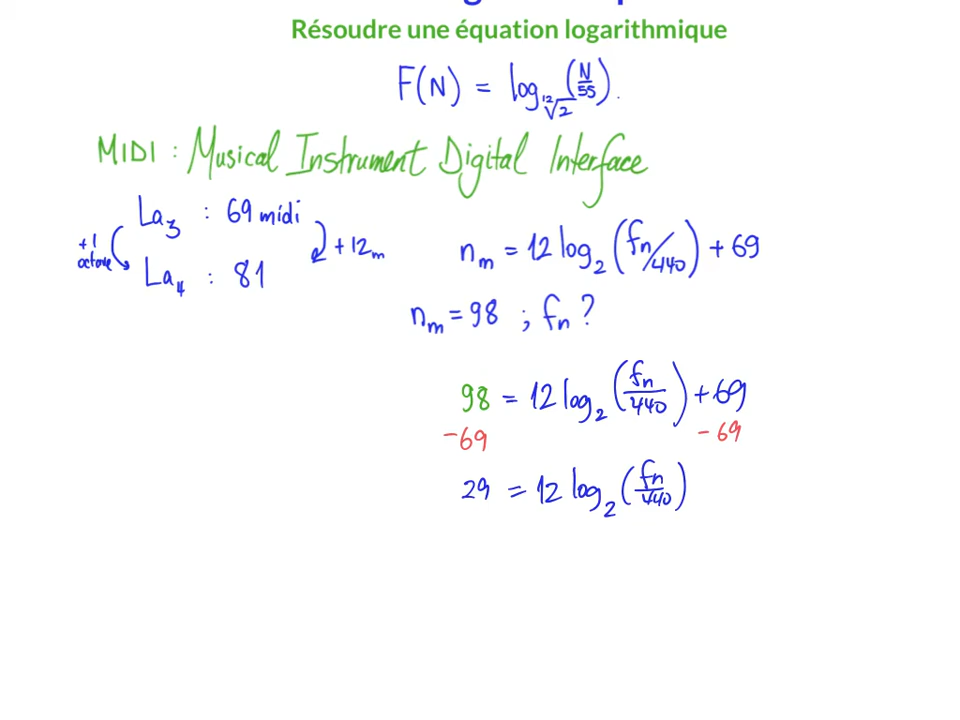 Résoudre une équation logarithmique
F(N) = log_{¹²√2} (N/55).
MIDI : Musical Instrument Digital Interface
La₃ : 69 midi
+1 octave
+12ₘ
La₄ : 81
nₘ = 12 log₂ (fn/440) + 69
nₘ = 98 ; fn ?
98 = 12 log₂ (fn/440) + 69
-69 - 69
29 = 12 log₂ (fn/440)